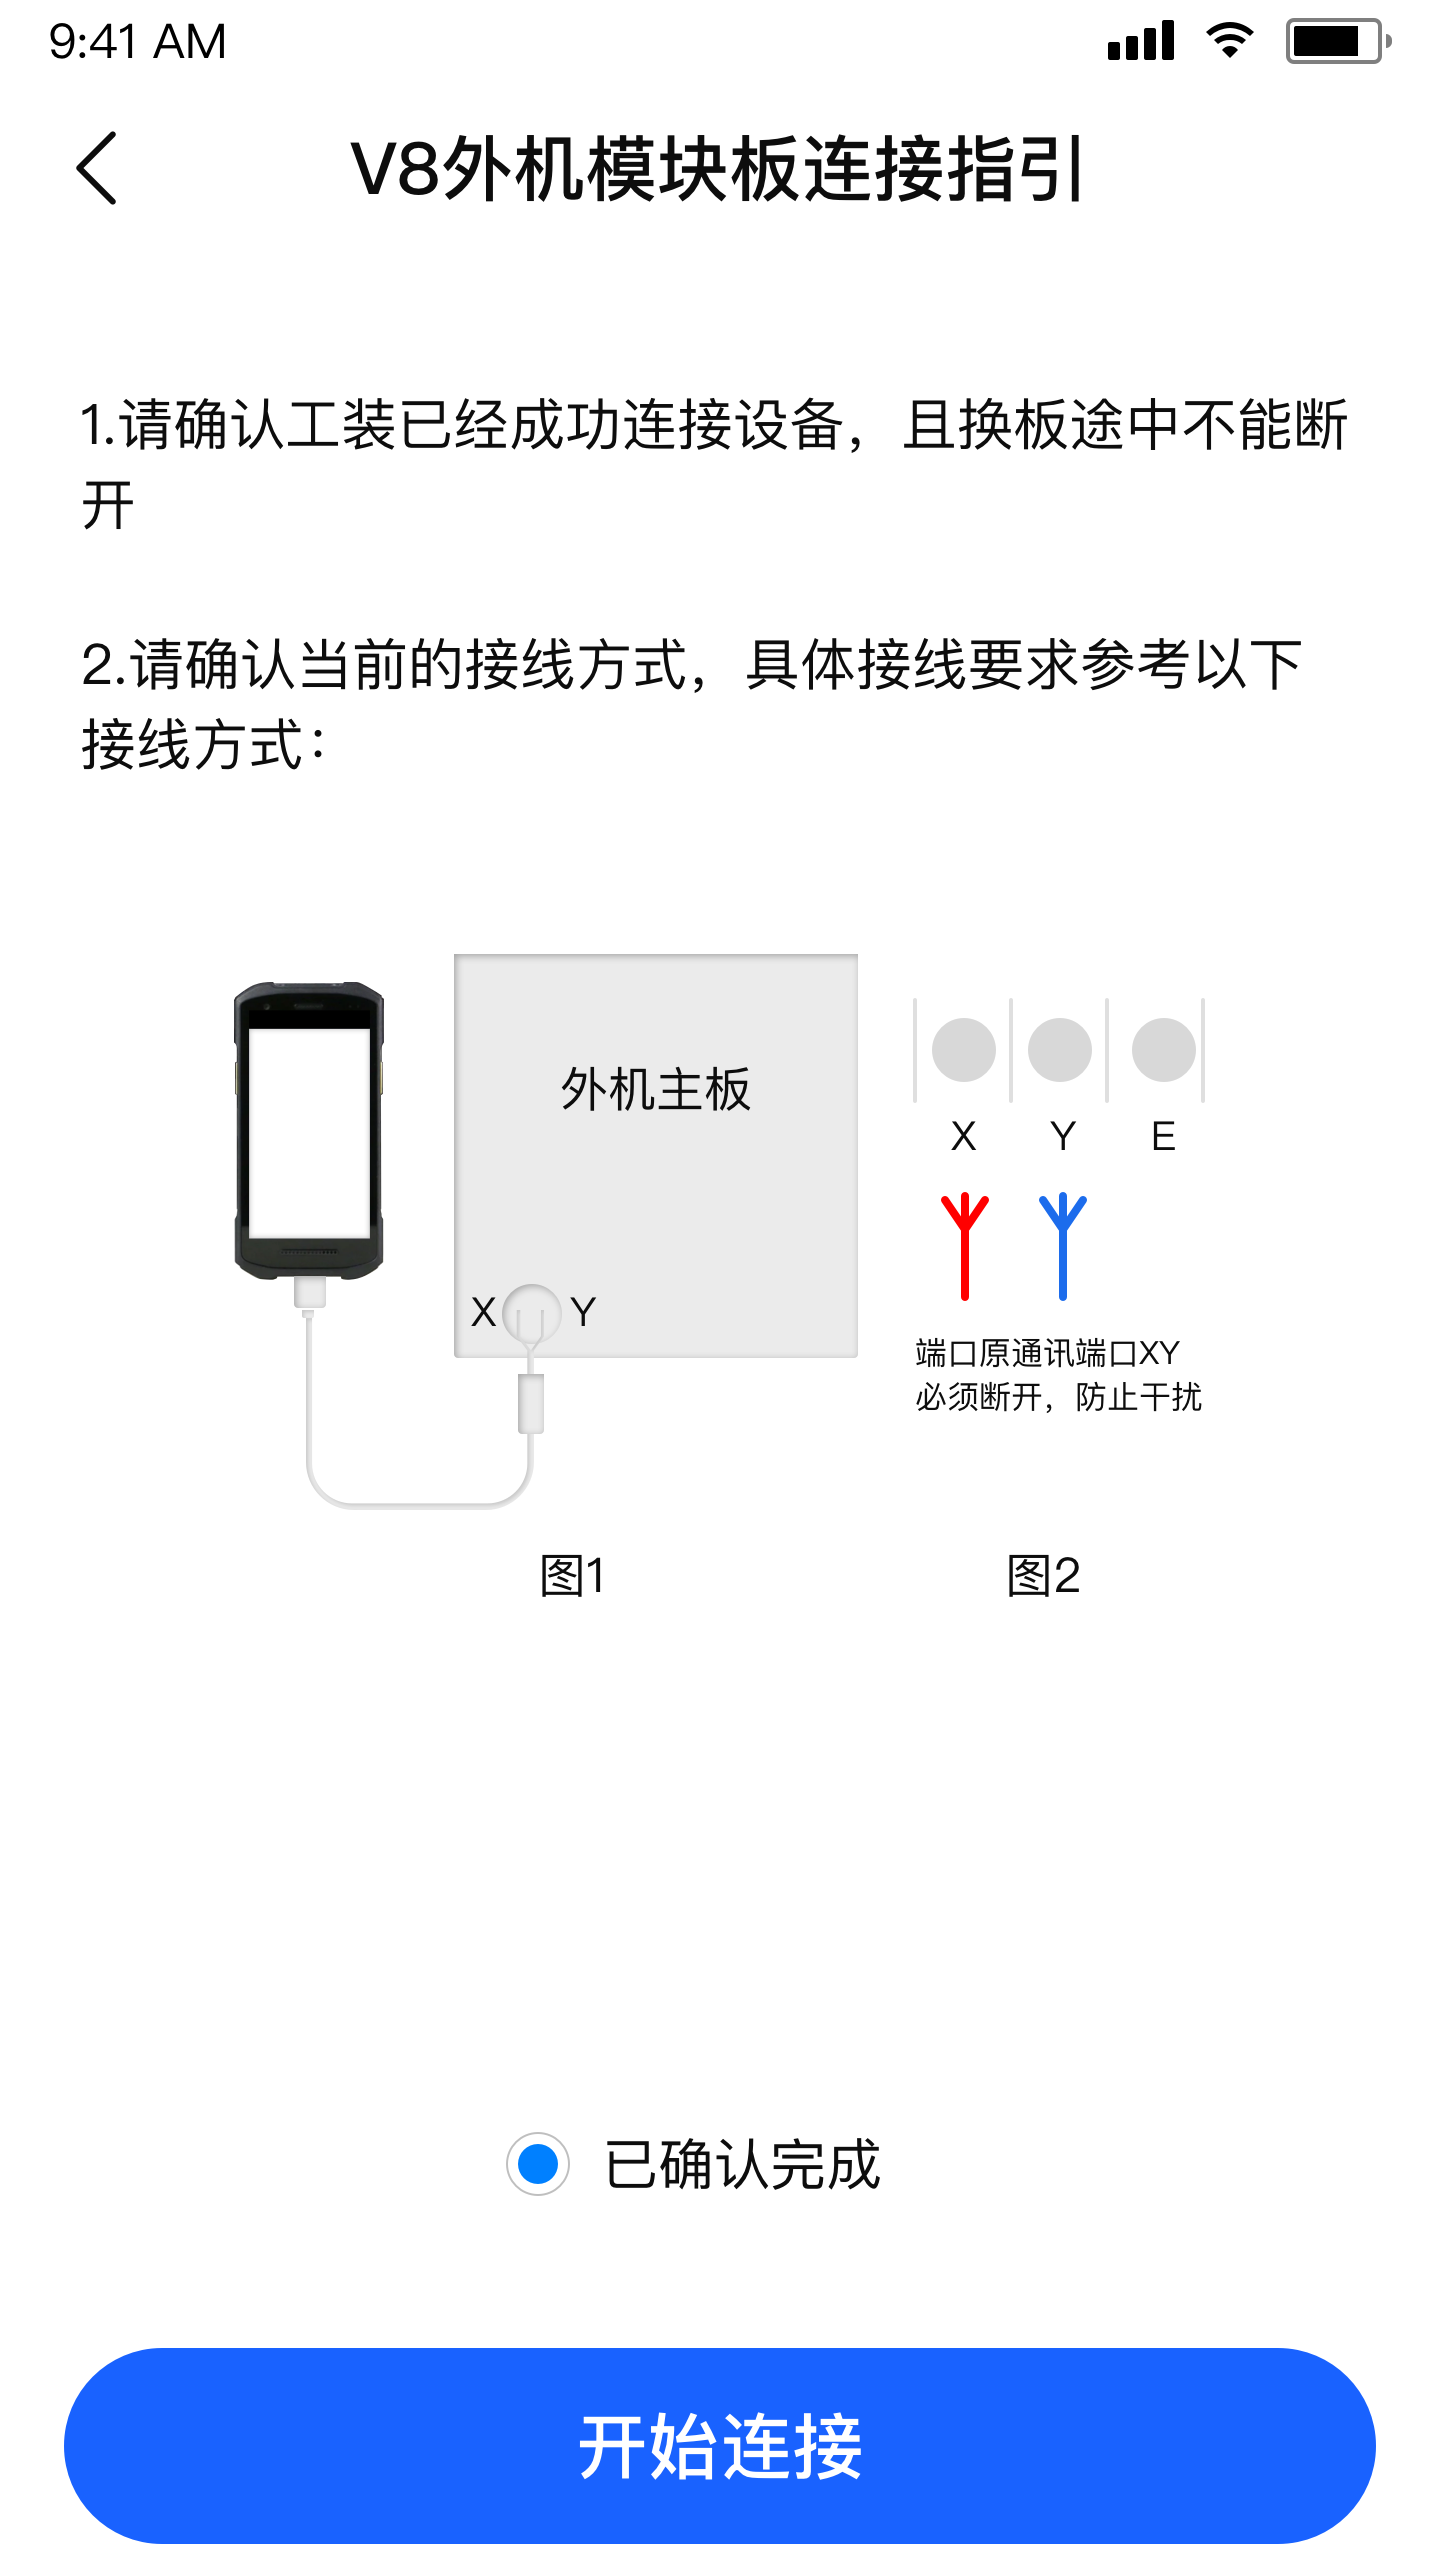 9:41 AM
V8外机模块板连接指引
1.请确认工装已经成功连接设备，且换板途中不能断
开
2.请确认当前的接线方式，具体接线要求参考以下
接线方式：
外机主板
X Y
X Y E
端口原通讯端口XY
必须断开，防止干扰
图1
图2
已确认完成
开始连接